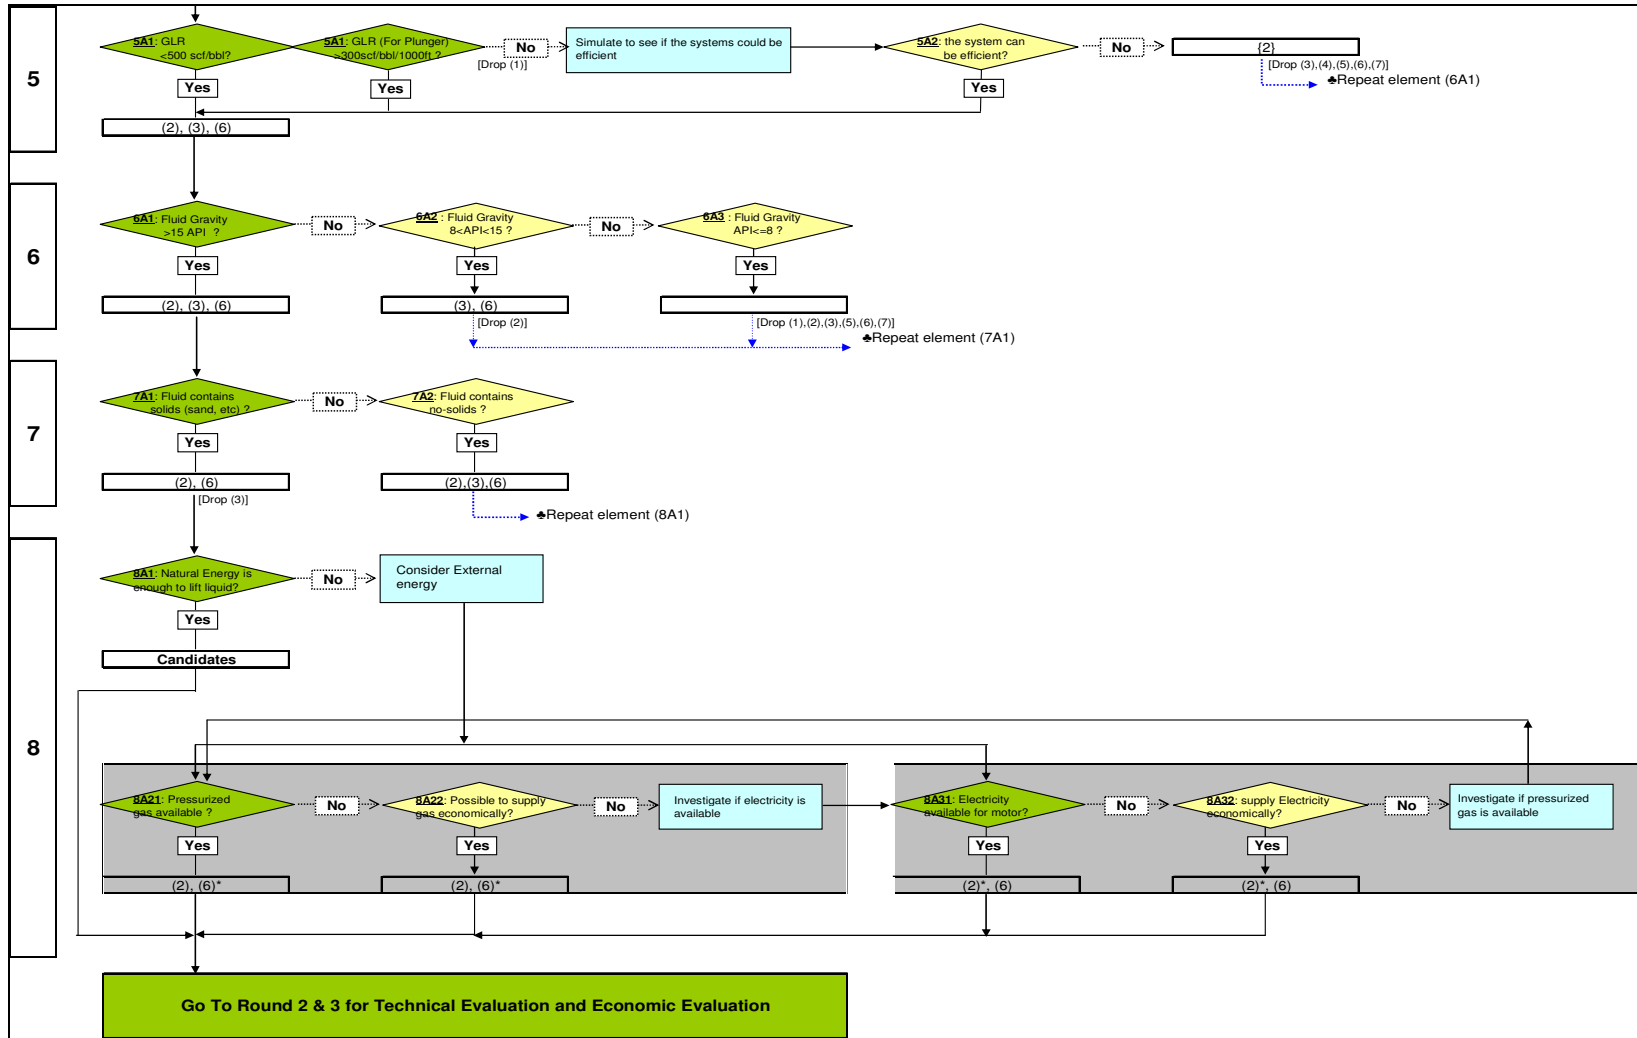 5
5A1: GLR
<500 scf/bbl?
5A1: GLR (For Plunger)
>300scf/bbl/1000ft ?
No
[Drop (1)]
Simulate to see if the systems could be
efficient
5A2: the system can
be efficient?
No
{2}
[Drop (3),(4),(5),(6),(7)]
♣Repeat element (6A1)
Yes
Yes
Yes
(2), (3), (6)
6
6A1: Fluid Gravity
>15 API ?
No
6A2 : Fluid Gravity
8<API<15 ?
No
6A3 : Fluid Gravity
API<=8 ?
Yes
Yes
Yes
(2), (3), (6)
(3), (6)
[Drop (2)]
[Drop (1),(2),(3),(5),(6),(7)]
♣Repeat element (7A1)
7
7A1: Fluid contains
solids (sand, etc) ?
No
7A2: Fluid contains
no-solids ?
Yes
Yes
(2), (6)
(2),(3),(6)
[Drop (3)]
♣Repeat element (8A1)
8
8A1: Natural Energy is
enough to lift liquid?
No
Consider External
energy
Yes
Candidates
8A21: Pressurized
gas available ?
No
8A22: Possible to supply
gas economically?
No
Investigate if electricity is
available
8A31: Electricity
available for motor?
No
8A32: supply Electricity
economically?
No
Investigate if pressurized
gas is available
Yes
Yes
Yes
Yes
(2), (6)*
(2), (6)*
(2)*, (6)
(2)*, (6)
Go To Round 2 & 3 for Technical Evaluation and Economic Evaluation